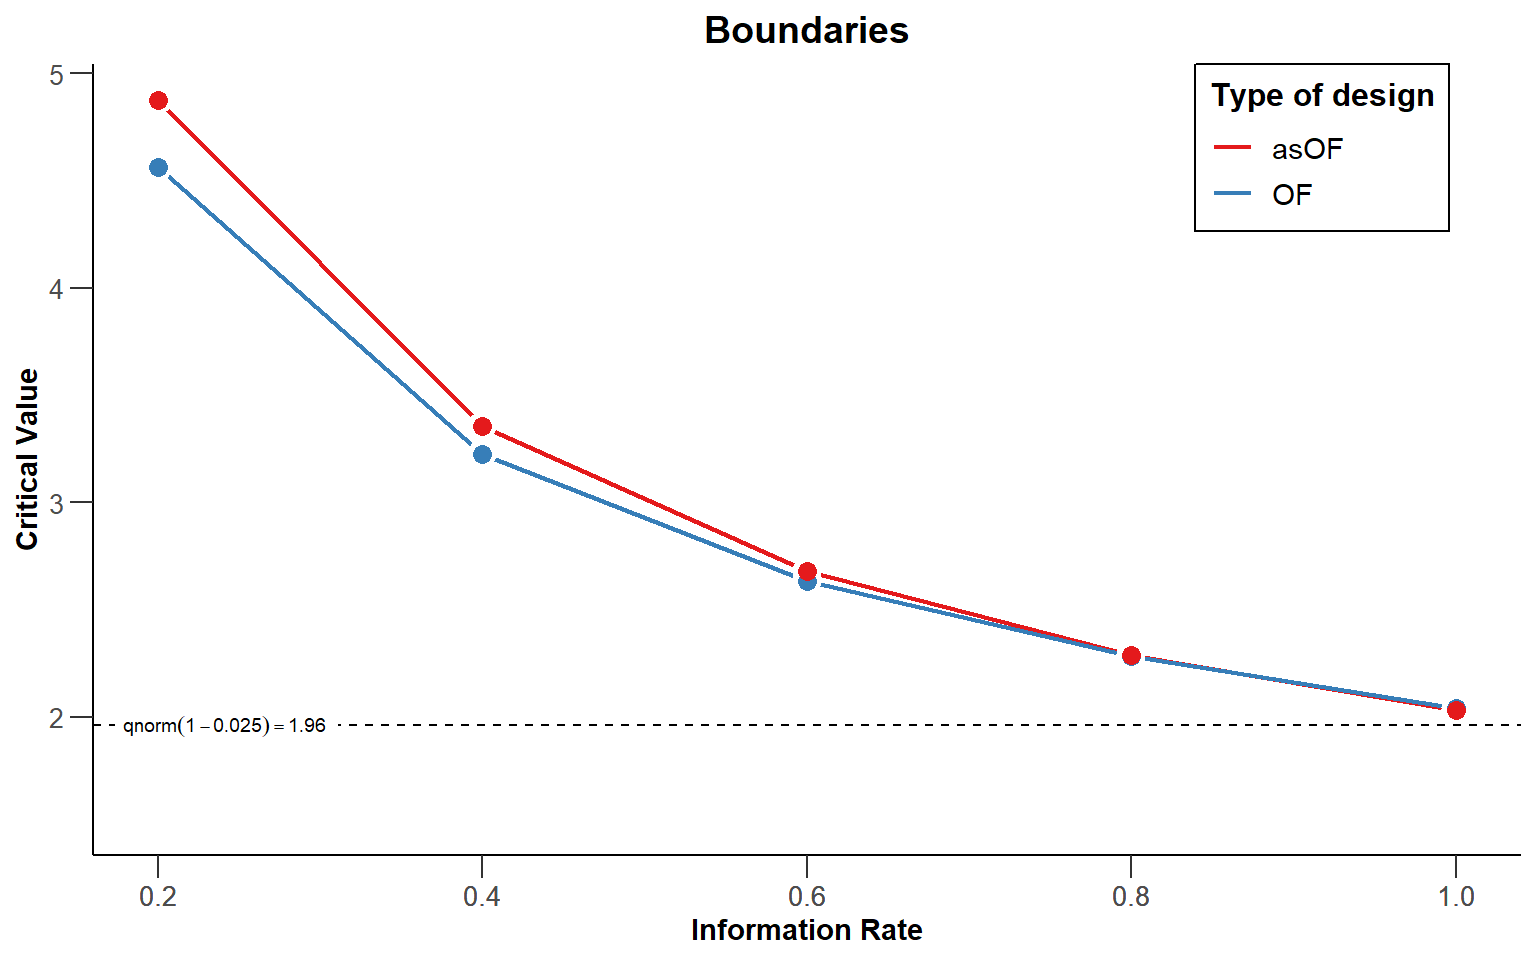 Boundaries
Type of design
asOF
OF
Critical Value
5
4
3
2
qnorm(1−0.025)=1.96
0.2 0.4 0.6 0.8 1.0
Information Rate